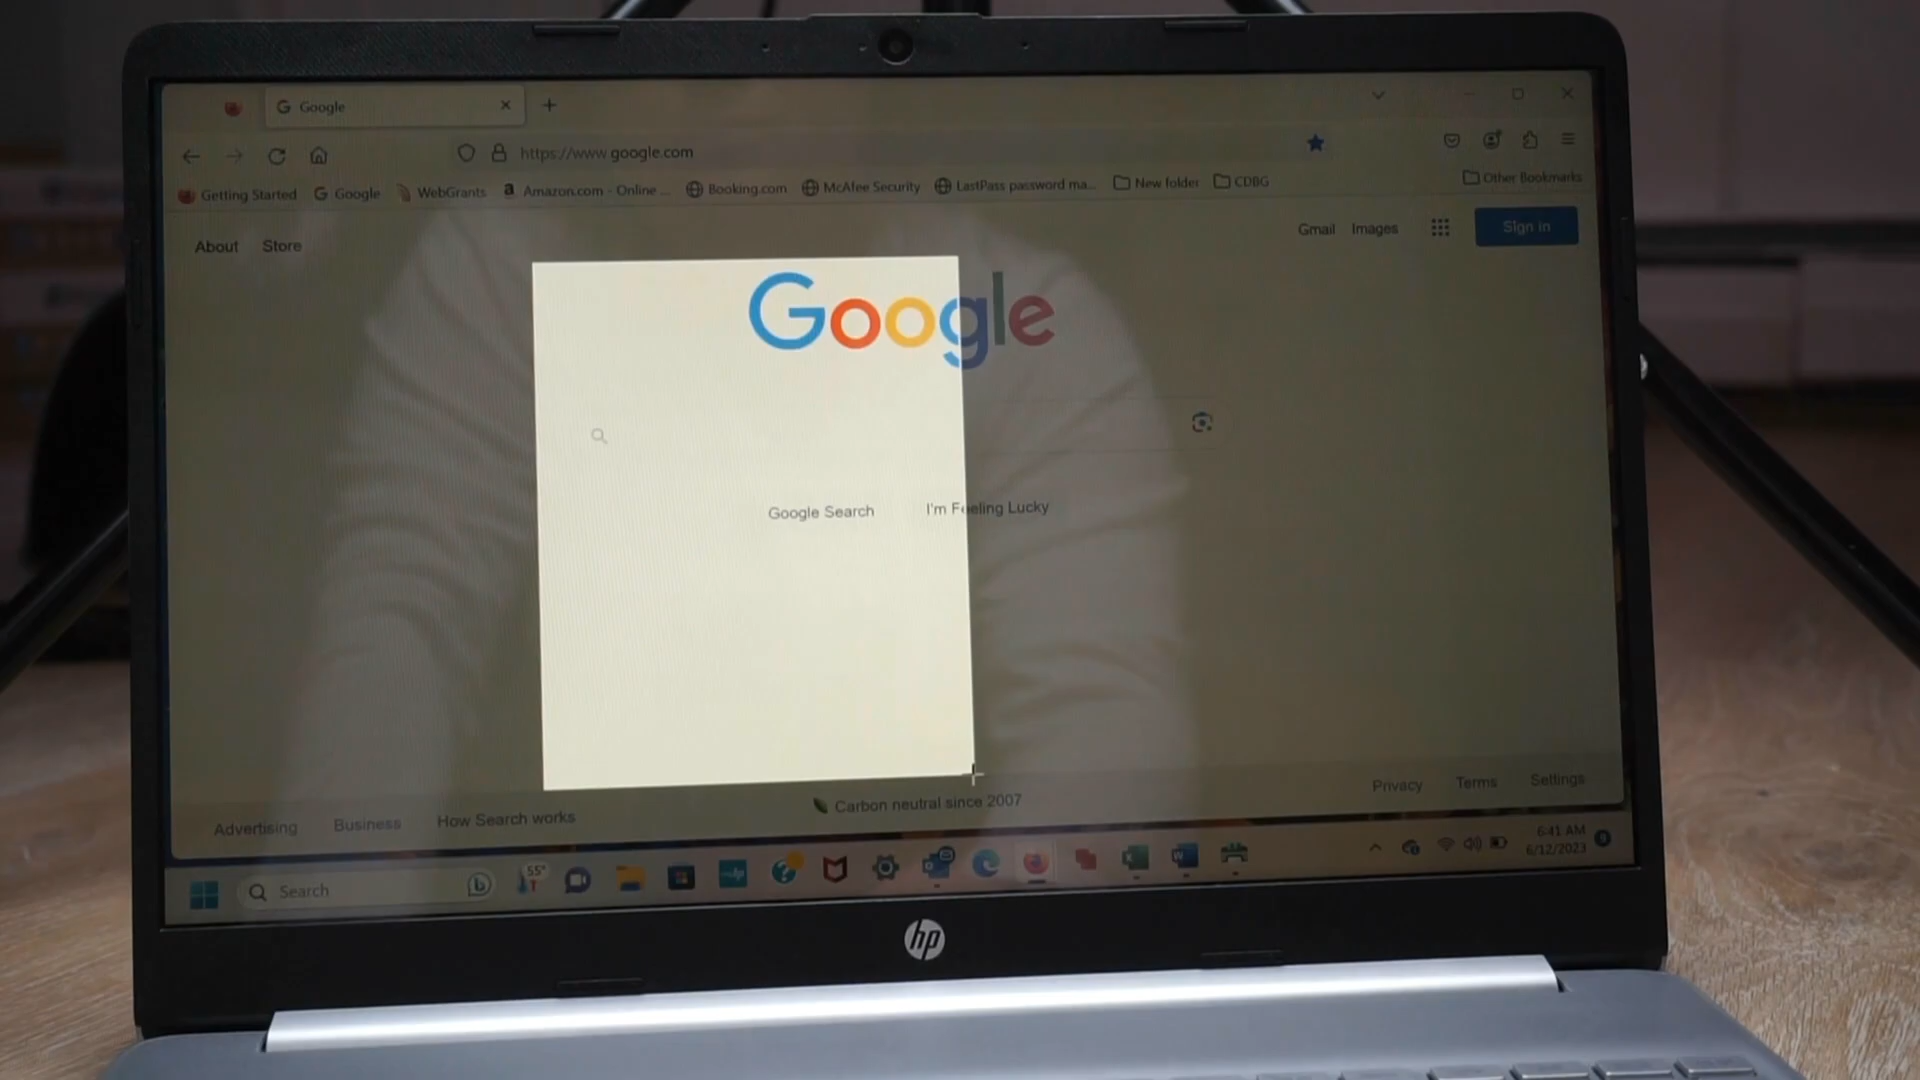 Google
https://www.google.com
Getting Started Google WebGrants Amazon.com - Online ... Booking.com McAfee Security LastPass password ma... New folder CDBG Other Bookmarks
About Store Gmail Images Sign in
Google
Google Search I'm Feeling Lucky
Carbon neutral since 2007
Advertising Business How Search works Privacy Terms Settings
Search 55° 6:41 AM
6/12/2023
hp